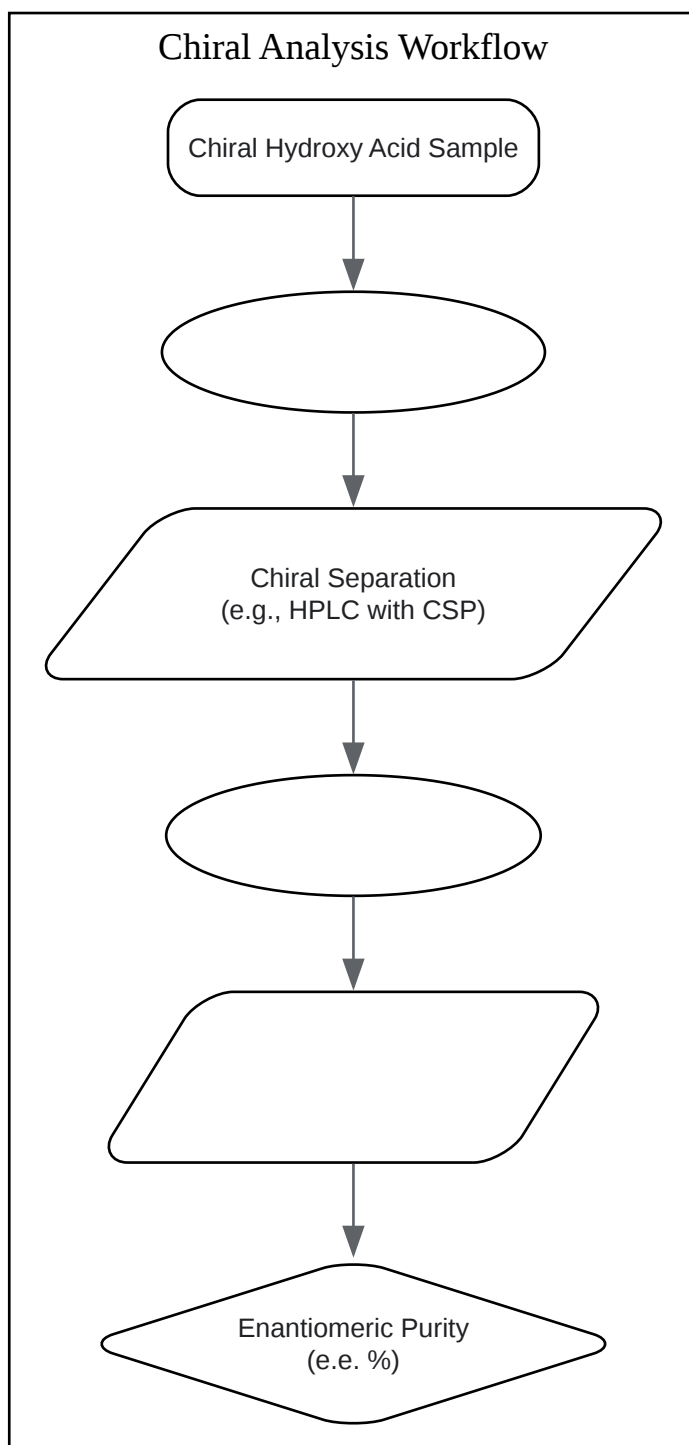 Chiral Analysis Workflow
Chiral Hydroxy Acid Sample
Chiral Separation
(e.g., HPLC with CSP)
Enantiomeric Purity
(e.e. %)